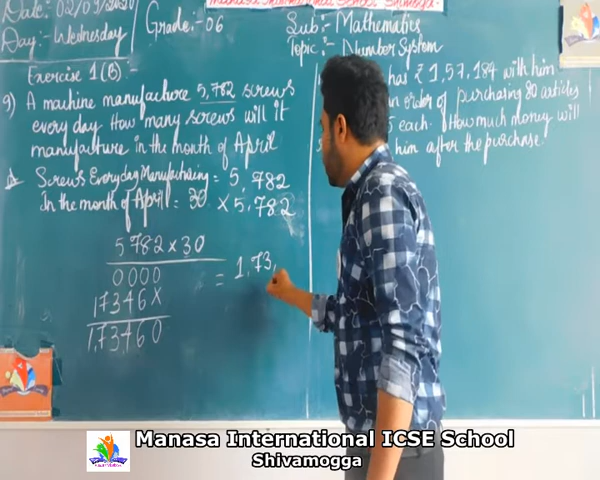 Date:- 02/09/2020
Day:- Wednesday
Grade:- 06
Sub:- Mathematics
Topic:- Number System
Exercise 1(B):-
9) A machine manufacture 5,782 screws
every day. How many screws will it
manufacture in the month of April
Screws Everyday Manufacturing = 5,782
In the month of April = 30 × 5,782
5782 × 30
0000
17346×
1,73,460
= 1,73,
has ₹ 1,57,184 with him
order of purchasing 80 articles
each. How much money will
him after the purchase.
Manasa International ICSE School
Shivamogga